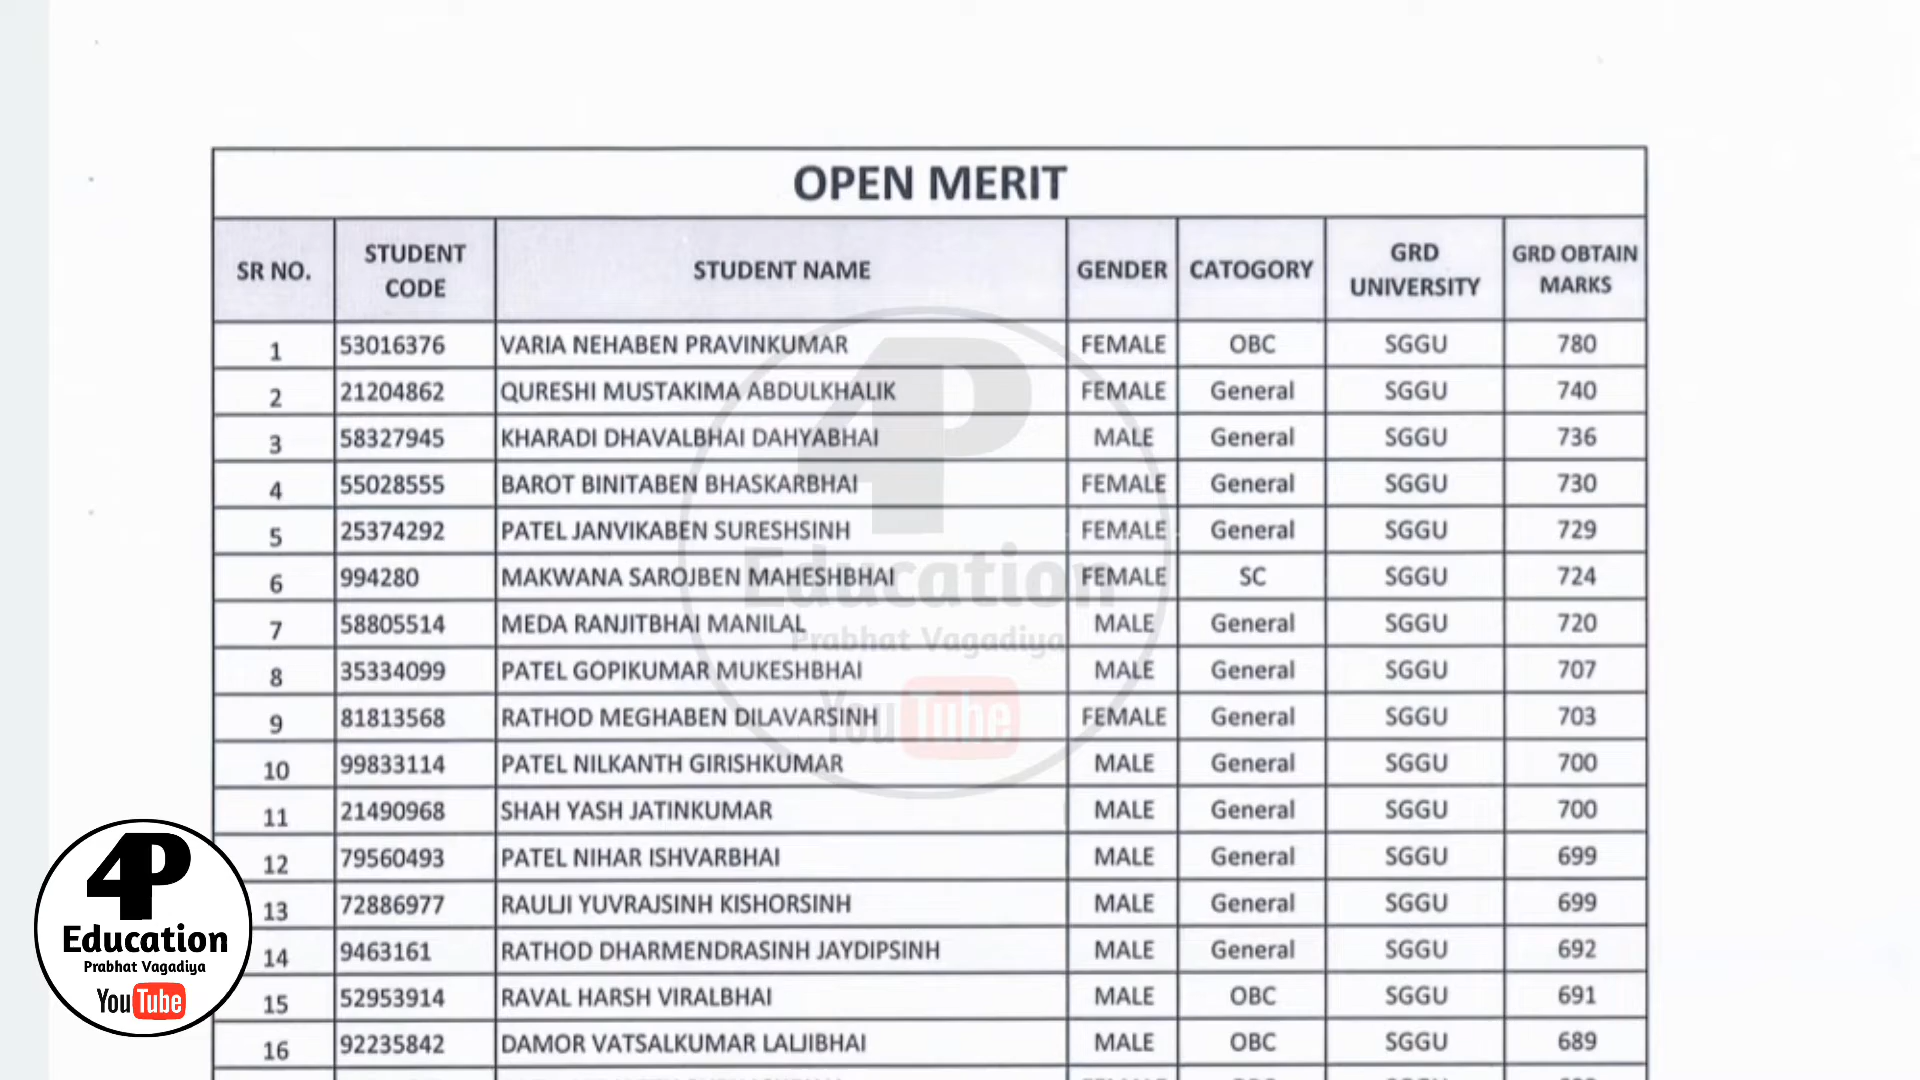 OPEN MERIT
SR NO. STUDENT CODE STUDENT NAME GENDER CATOGORY GRD UNIVERSITY GRD OBTAIN MARKS
1 53016376 VARIA NEHABEN PRAVINKUMAR FEMALE OBC SGGU 780
2 21204862 QURESHI MUSTAKIMA ABDULKHALIK FEMALE General SGGU 740
3 58327945 KHARADI DHAVALBHAI DAHYABHAI MALE General SGGU 736
4 55028555 BAROT BINITABEN BHASKARBHAI FEMALE General SGGU 730
5 25374292 PATEL JANVIKABEN SURESHSINH FEMALE General SGGU 729
6 994280 MAKWANA SAROJBEN MAHESHBHAI FEMALE SC SGGU 724
7 58805514 MEDA RANJITBHAI MANILAL MALE General SGGU 720
8 35334099 PATEL GOPIKUMAR MUKESHBHAI MALE General SGGU 707
9 81813568 RATHOD MEGHABEN DILAVARSINH FEMALE General SGGU 703
10 99833114 PATEL NILKANTH GIRISHKUMAR MALE General SGGU 700
11 21490968 SHAH YASH JATINKUMAR MALE General SGGU 700
12 79560493 PATEL NIHAR ISHVARBHAI MALE General SGGU 699
13 72886977 RAULJI YUVRAJSINH KISHORSINH MALE General SGGU 699
14 9463161 RATHOD DHARMENDRASINH JAYDIPSINH MALE General SGGU 692
15 52953914 RAVAL HARSH VIRALBHAI MALE OBC SGGU 691
16 92235842 DAMOR VATSALKUMAR LALJIBHAI MALE OBC SGGU 689
4P
Education
Prabhat Vagadiya
YouTube
4P
Education
Prabhat Vagadiya
YouTube